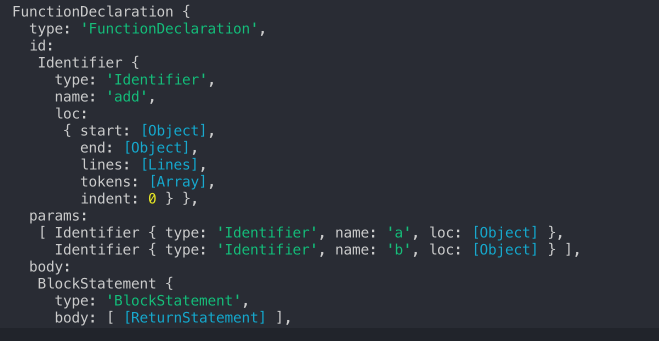 FunctionDeclaration {
  type: 'FunctionDeclaration',
  id:
   Identifier {
     type: 'Identifier',
     name: 'add',
     loc:
      { start: [Object],
        end: [Object],
        lines: [Lines],
        tokens: [Array],
        indent: 0 } },
  params:
   [ Identifier { type: 'Identifier', name: 'a', loc: [Object] },
     Identifier { type: 'Identifier', name: 'b', loc: [Object] } ],
  body:
   BlockStatement {
     type: 'BlockStatement',
     body: [ [ReturnStatement] ],